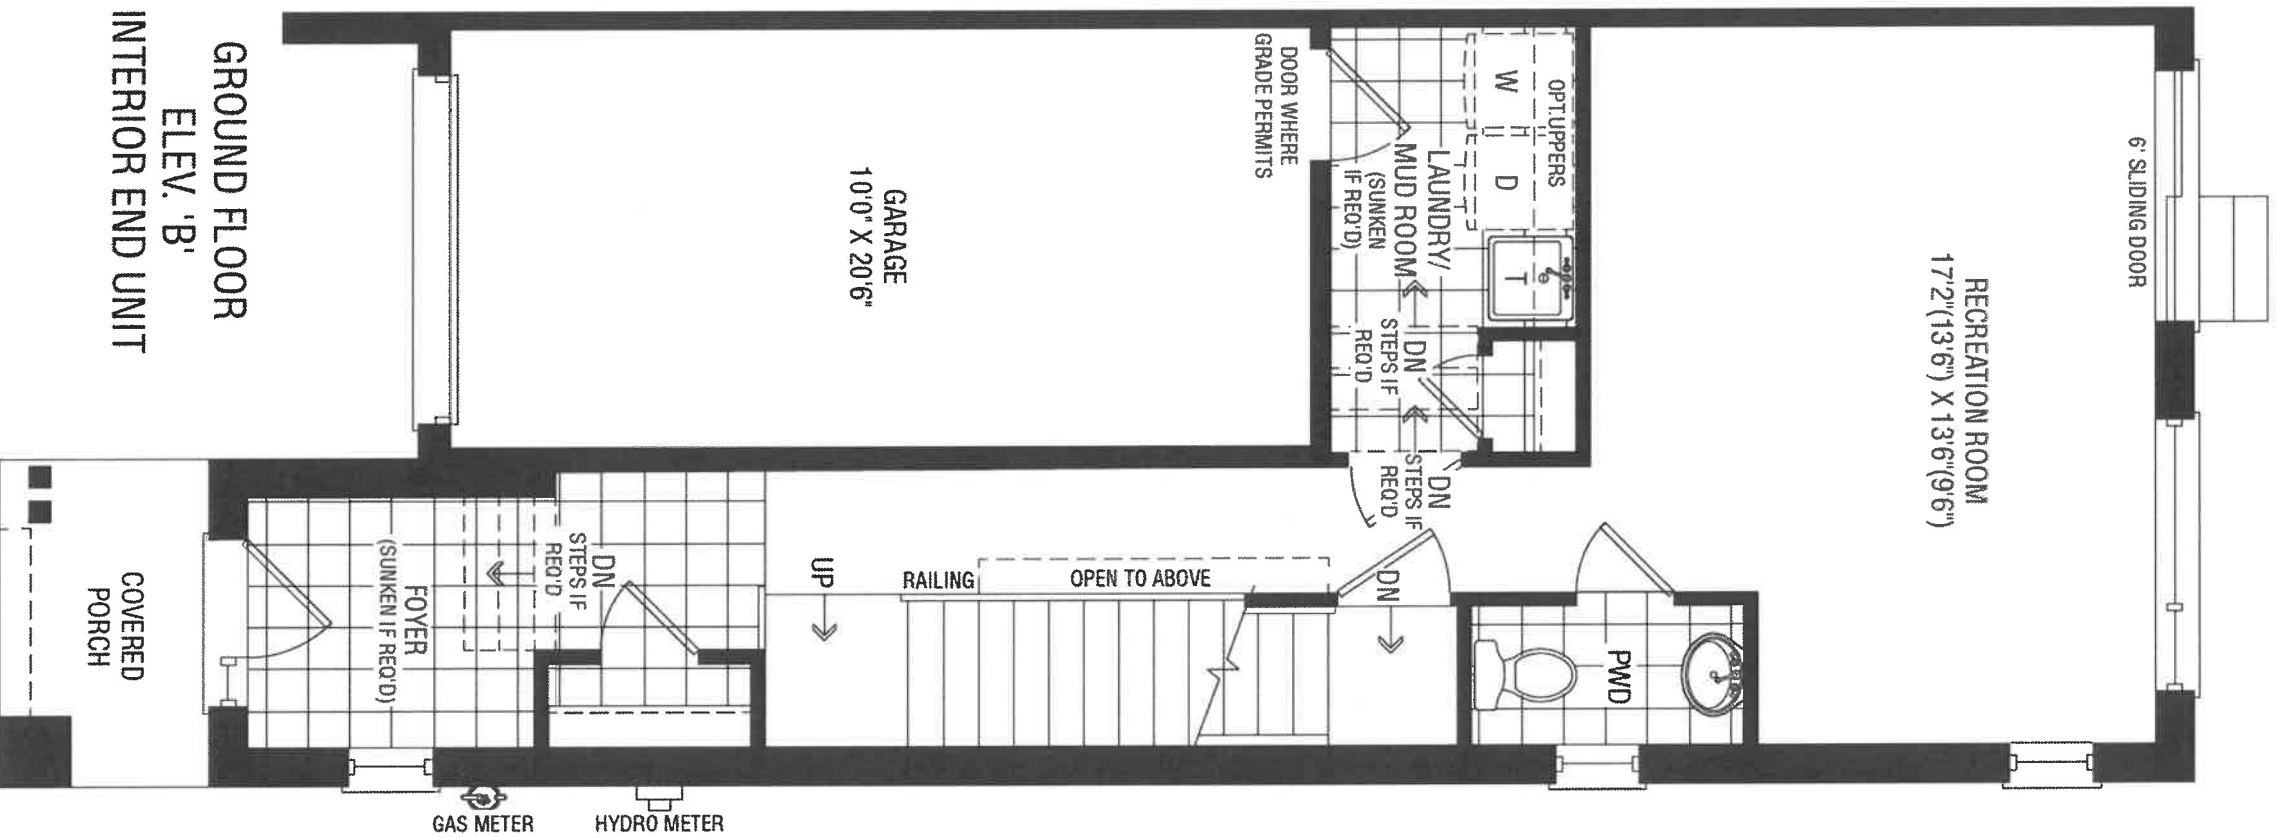 GROUND FLOOR
ELEV. 'B'
INTERIOR END UNIT
6' SLIDING DOOR
RECREATION ROOM
17'2"(13'6") X 13'6"(9'6")
OPT.UPPERS
W
D
T
LAUNDRY/
MUD ROOM
(SUNKEN
IF REQ'D)
DOOR WHERE
GRADE PERMITS
DN
STEPS IF
REQ'D
DN
STEPS IF
REQ'D
GARAGE
10'0" X 20'6"
PWD
DN
OPEN TO ABOVE
RAILING
UP
DN
STEPS IF
REQ'D
FOYER
(SUNKEN IF REQ'D)
COVERED
PORCH
GAS METER
HYDRO METER